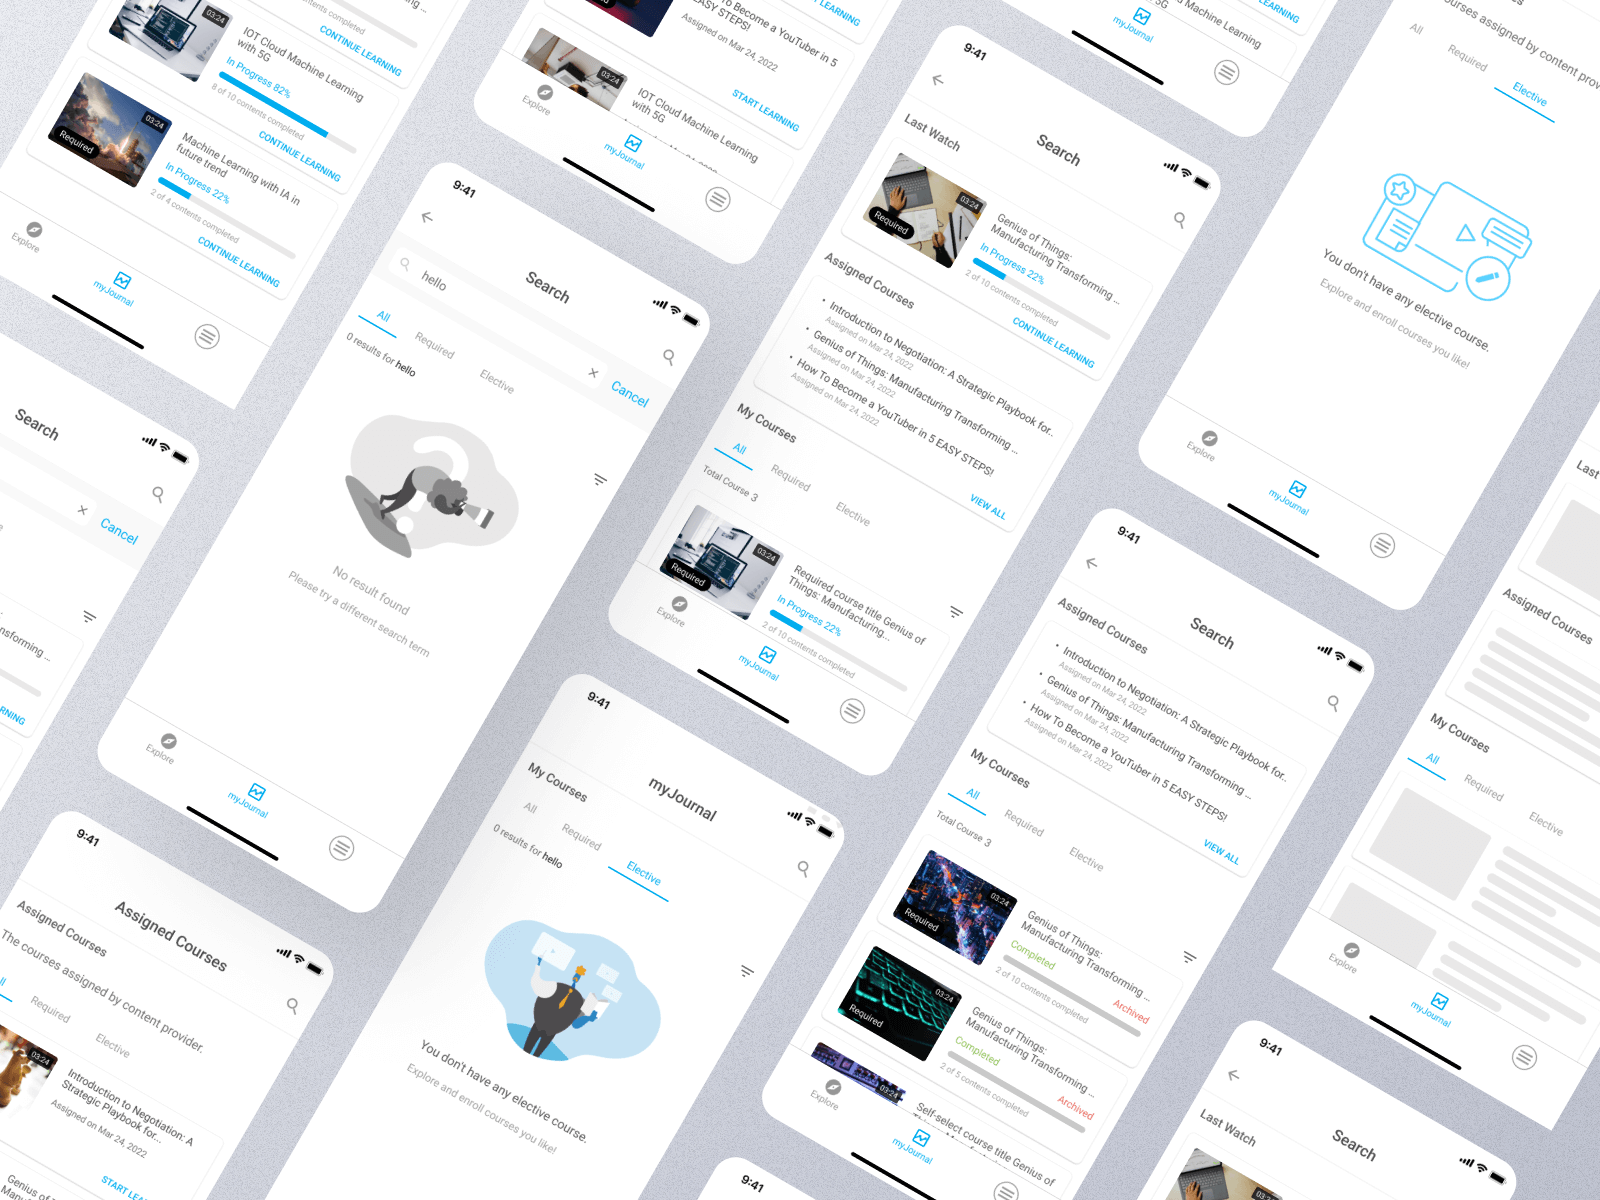 03:24
CONTINUE LEARNING
IOT Cloud Machine Learning
with 5G
In Progress 82%
8 of 10 contents completed
CONTINUE LEARNING
03:24
Required
Machine Learning with IA in
future trend
In Progress 22%
2 of 4 contents completed
CONTINUE LEARNING
Explore
myJournal
Required
How To Become a YouTuber in 5
EASY STEPS!
Assigned on Mar 24, 2022
START LEARNING
03:24
IOT Cloud Machine Learning
with 5G
Explore
myJournal
Machine Learning
START LEARNING
myJournal
courses assigned by content provider.
All
Required
Elective
You don't have any elective course.
Explore and enroll courses you like!
Explore
myJournal
9:41
Search
Last Watch
03:24
Required
Genius of Things:
Manufacturing Transforming ...
In Progress 22%
2 of 10 contents completed
CONTINUE LEARNING
Assigned Courses
• Introduction to Negotiation: A Strategic Playbook for..
Assigned on Mar 24, 2022
• Genius of Things: Manufacturing Transforming ...
Assigned on Mar 24, 2022
• How To Become a YouTuber in 5 EASY STEPS!
Assigned on Mar 24, 2022
VIEW ALL
My Courses
All
Required
Elective
Total Course 3
03:24
Required
Required course title Genius of
Things: Manufacturing...
In Progress 22%
2 of 10 contents completed
Explore
myJournal
9:41
Search
hello
Cancel
All
Required
Elective
0 results for hello
No result found
Please try a different search term
Explore
myJournal
Search
Cancel
9:41
Assigned Courses
Assigned Courses
The courses assigned by content provider.
Required
Elective
03:24
Introduction to Negotiation: A
Strategic Playbook for...
Assigned on Mar 24, 2022
START
9:41
myJournal
My Courses
All
Required
Elective
0 results for hello
You don't have any elective course.
Explore and enroll courses you like!
9:41
9:41
Search
Assigned Courses
• Introduction to Negotiation: A Strategic Playbook for..
Assigned on Mar 24, 2022
• Genius of Things: Manufacturing Transforming ...
Assigned on Mar 24, 2022
• How To Become a YouTuber in 5 EASY STEPS!
Assigned on Mar 24, 2022
VIEW ALL
My Courses
All
Required
Elective
Total Course 3
03:24
Required
Genius of Things:
Manufacturing Transforming ...
Completed
2 of 10 contents completed
Archived
03:24
Required
Genius of Things:
Manufacturing Transforming ...
Completed
2 of 5 contents completed
Archived
03:24
Self-select course title Genius of
Explore
myJournal
Last
Assigned Courses
My Courses
All
Required
Elective
Explore
myJournal
9:41
Search
Last Watch
03:24